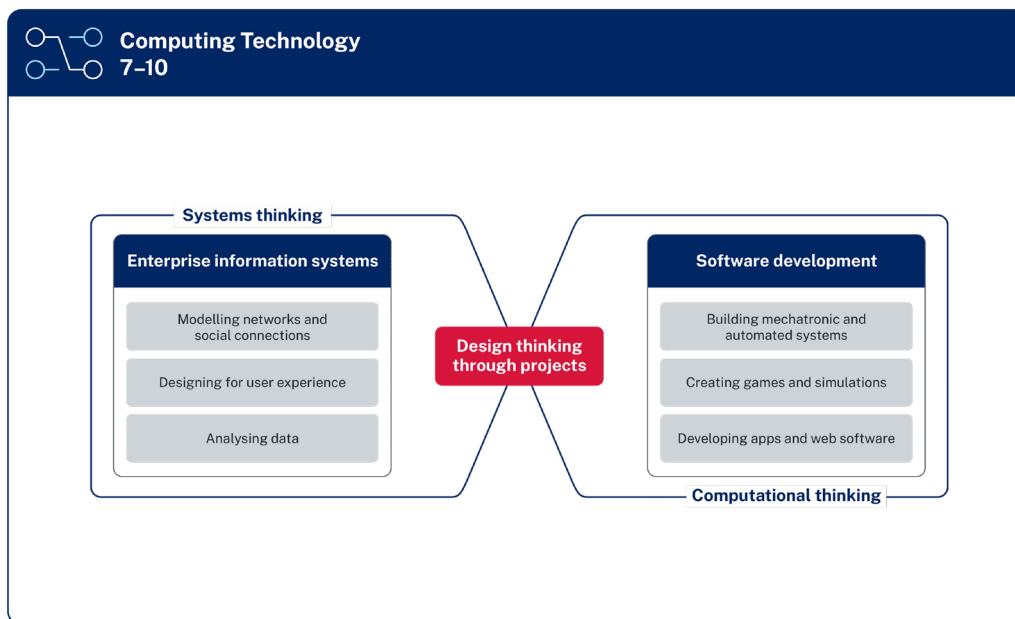 Computing Technology
7–10
Systems thinking
Enterprise information systems
Modelling networks and
social connections
Designing for user experience
Analysing data
Design thinking
through projects
Software development
Building mechatronic and
automated systems
Creating games and simulations
Developing apps and web software
Computational thinking